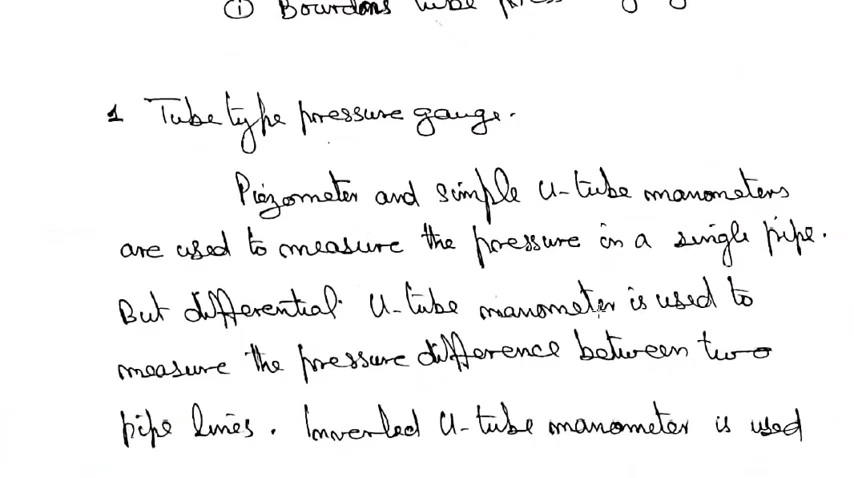 ① Bourdons tube
1 Tube type pressure gauge.
Piezometer and simple U-tube manometers
are used to measure the pressure in a single pipe.
But differential U-tube manometer is used to
measure the pressure difference between two
pipe lines. Inverted U-tube manometer is used